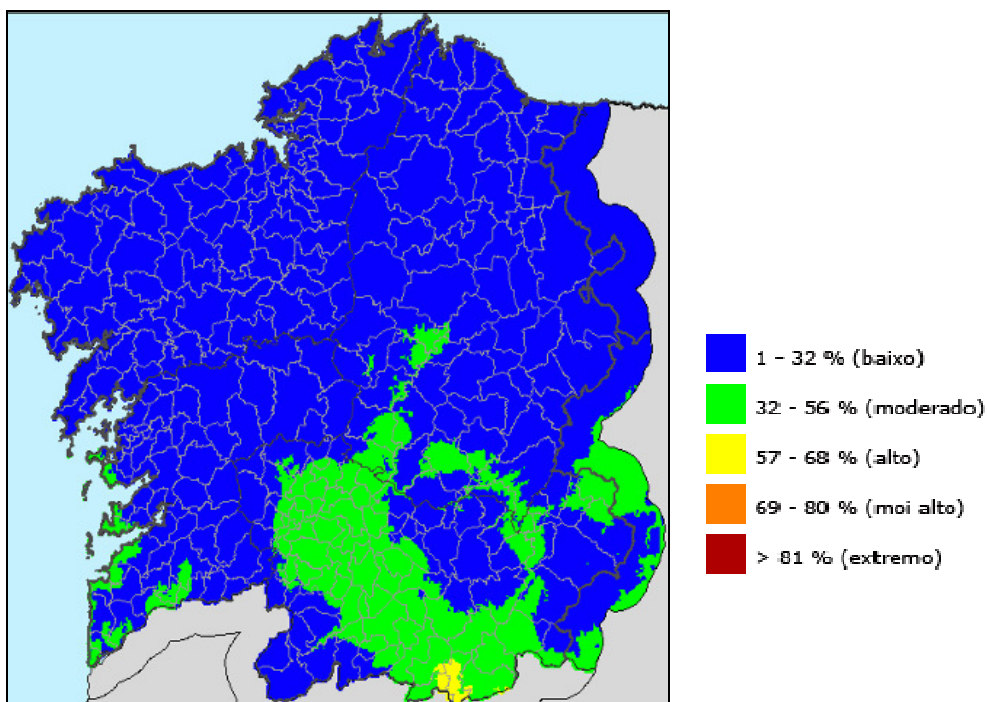 1 - 32 % (baixo)
32 - 56 % (moderado)
57 - 68 % (alto)
69 - 80 % (moi alto)
> 81 % (extremo)